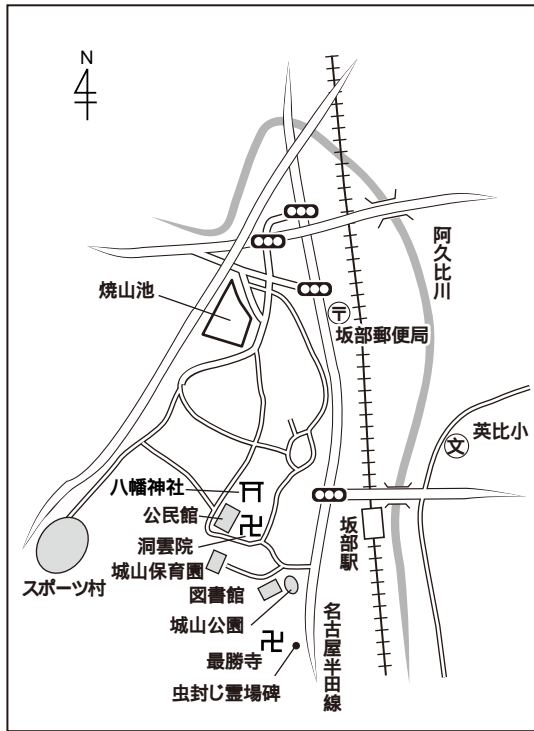 N
阿久比川
焼山池
〒
坂部郵便局
英比小
文
八幡神社
公民館
洞雲院
坂部駅
城山保育園
スポーツ村
図書館
城山公園
名古屋半田線
最勝寺
虫封じ霊場碑